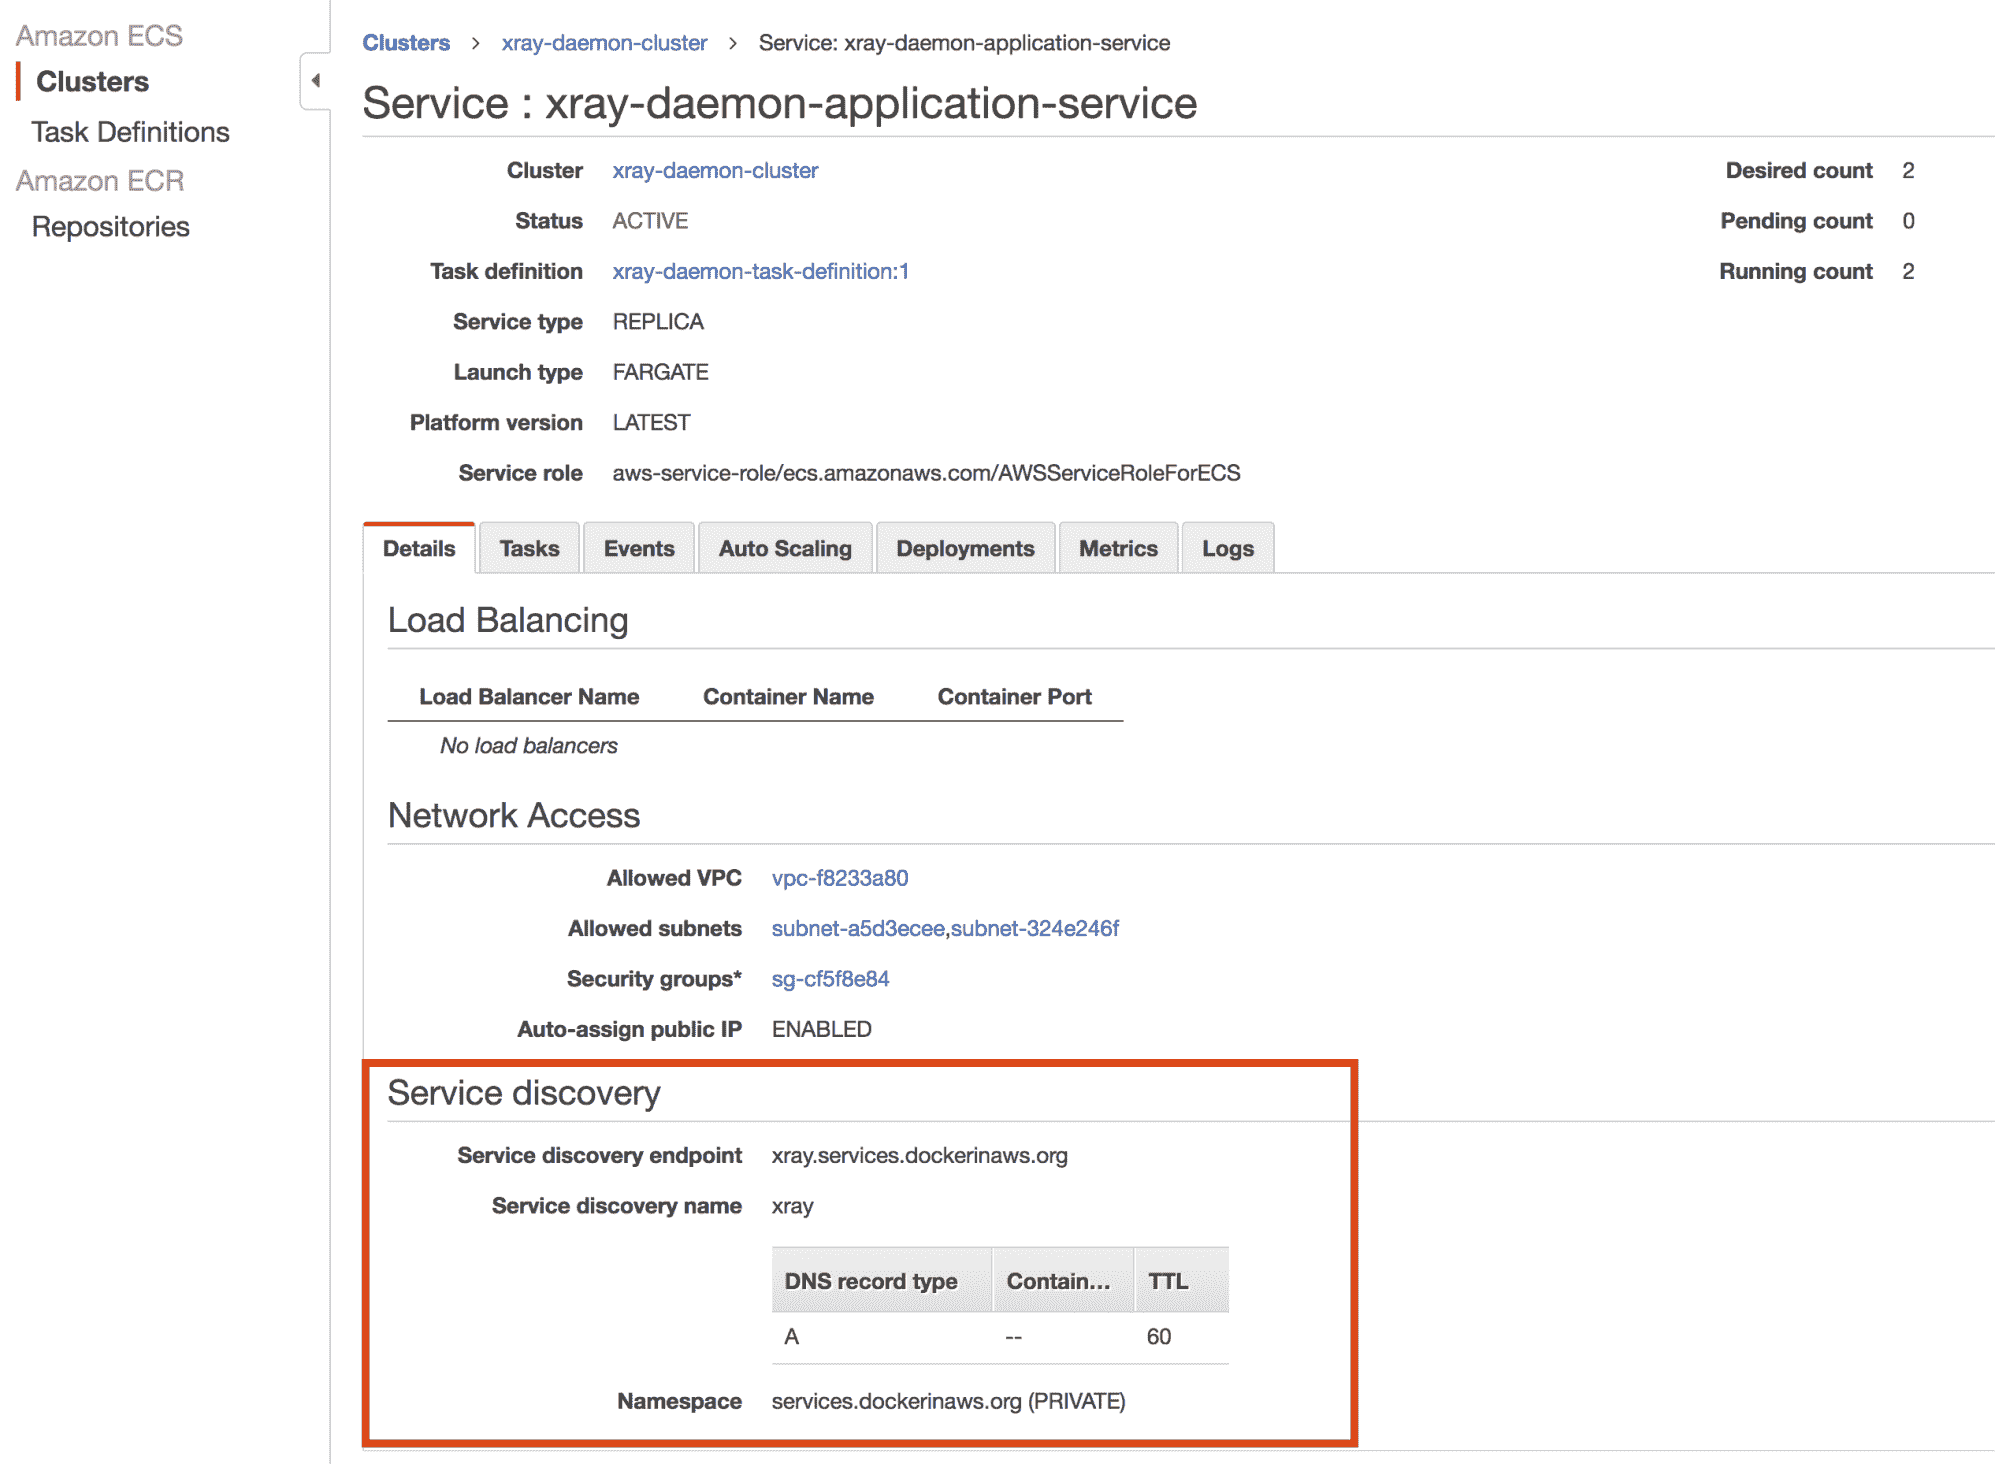 Amazon ECS
Clusters
Task Definitions
Amazon ECR
Repositories
Clusters > xray-daemon-cluster > Service: xray-daemon-application-service
Service : xray-daemon-application-service
Cluster xray-daemon-cluster
Desired count 2
Status ACTIVE
Pending count 0
Task definition xray-daemon-task-definition:1
Running count 2
Service type REPLICA
Launch type FARGATE
Platform version LATEST
Service role aws-service-role/ecs.amazonaws.com/AWSServiceRoleForECS
Details Tasks Events Auto Scaling Deployments Metrics Logs
Load Balancing
Load Balancer Name Container Name Container Port
No load balancers
Network Access
Allowed VPC vpc-f8233a80
Allowed subnets subnet-a5d3ecee,subnet-324e246f
Security groups* sg-cf5f8e84
Auto-assign public IP ENABLED
Service discovery
Service discovery endpoint xray.services.dockerinaws.org
Service discovery name xray
DNS record type Contain... TTL
A -- 60
Namespace services.dockerinaws.org (PRIVATE)